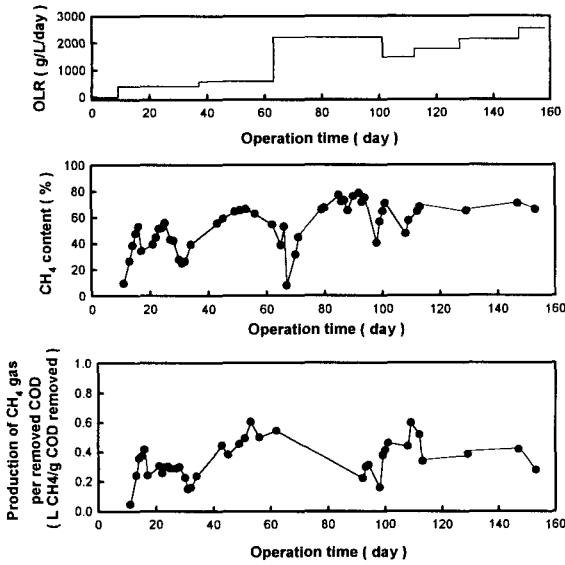 3000
2000
1000
0
OLR ( g/L/day )
0 20 40 60 80 100 120 140 160
Operation time ( day )
100
80
60
40
20
0
CH4 content ( % )
0 20 40 60 80 100 120 140 160
Operation time ( day )
1.0
0.8
0.6
0.4
0.2
0.0
Production of CH4 gas
per removed COD
( L CH4/g COD removed )
0 20 40 60 80 100 120 140 160
Operation time ( day )